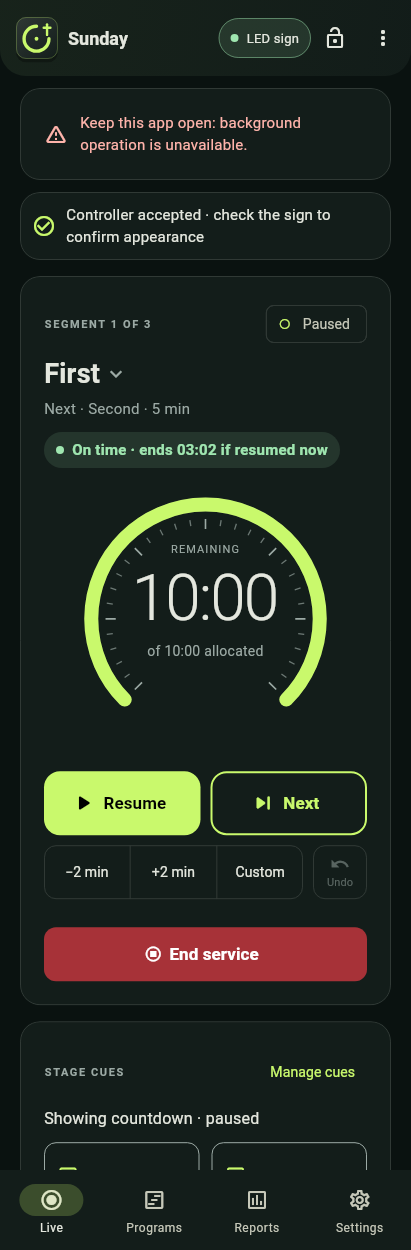 Sunday
LED sign
Keep this app open: background
operation is unavailable.
Controller accepted · check the sign to
confirm appearance
SEGMENT 1 OF 3
Paused
First
Next · Second · 5 min
On time · ends 03:02 if resumed now
REMAINING
10:00
of 10:00 allocated
Resume
Next
−2 min
+2 min
Custom
Undo
End service
STAGE CUES
Manage cues
Showing countdown · paused
Live
Programs
Reports
Settings